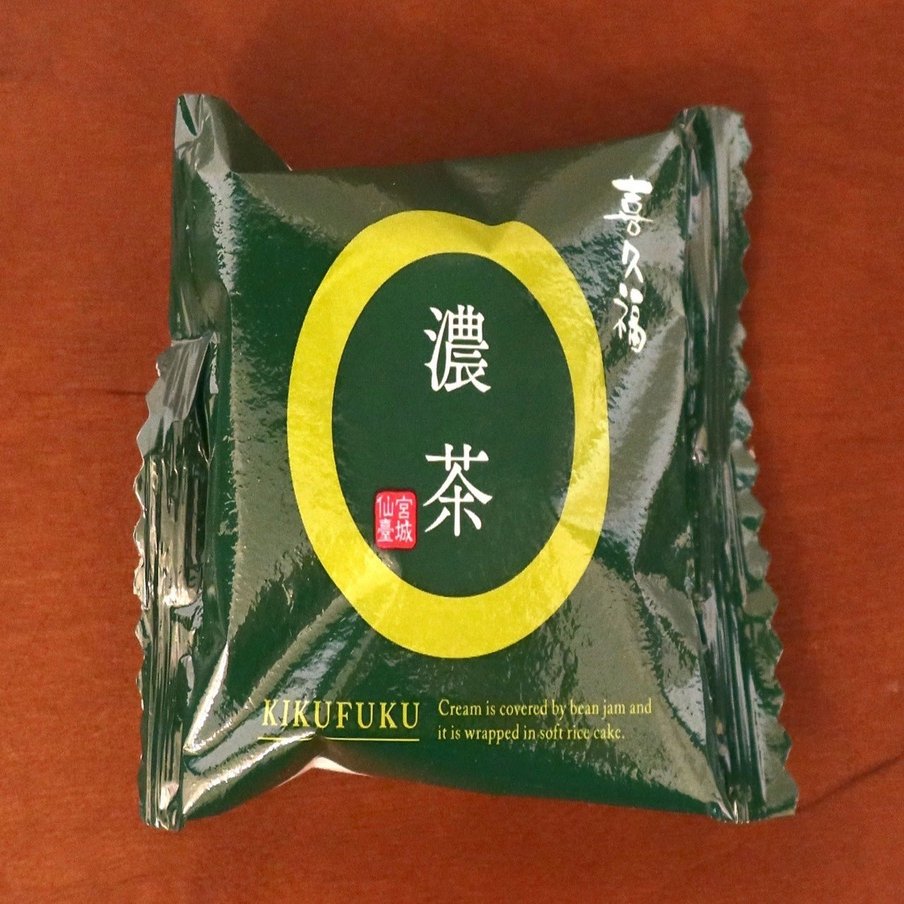 喜久福
濃茶
宮城
仙臺
KIKUFUKU
Cream is covered by bean jam and
it is wrapped in soft rice cake.